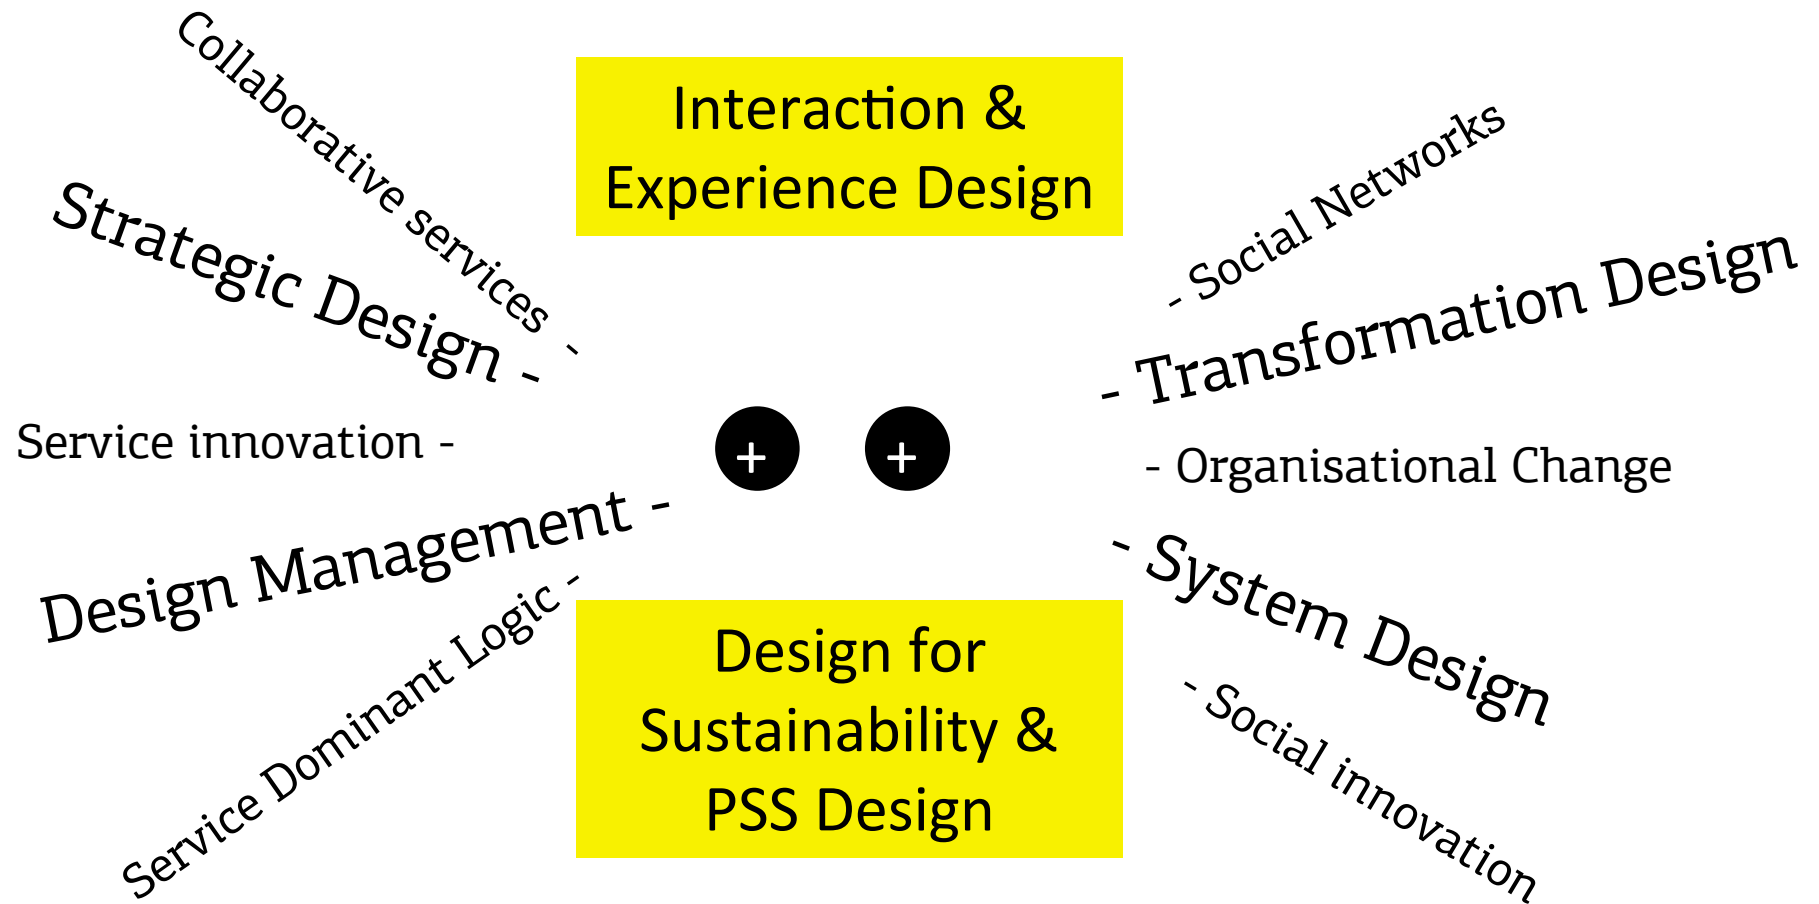 Collaborative services -
Strategic Design -
Service innovation -
Design Management -
Service Dominant Logic -
Interaction &
Experience Design
+ +
Design for
Sustainability &
PSS Design
- Social Networks
- Transformation Design
- Organisational Change
- System Design
- Social innovation